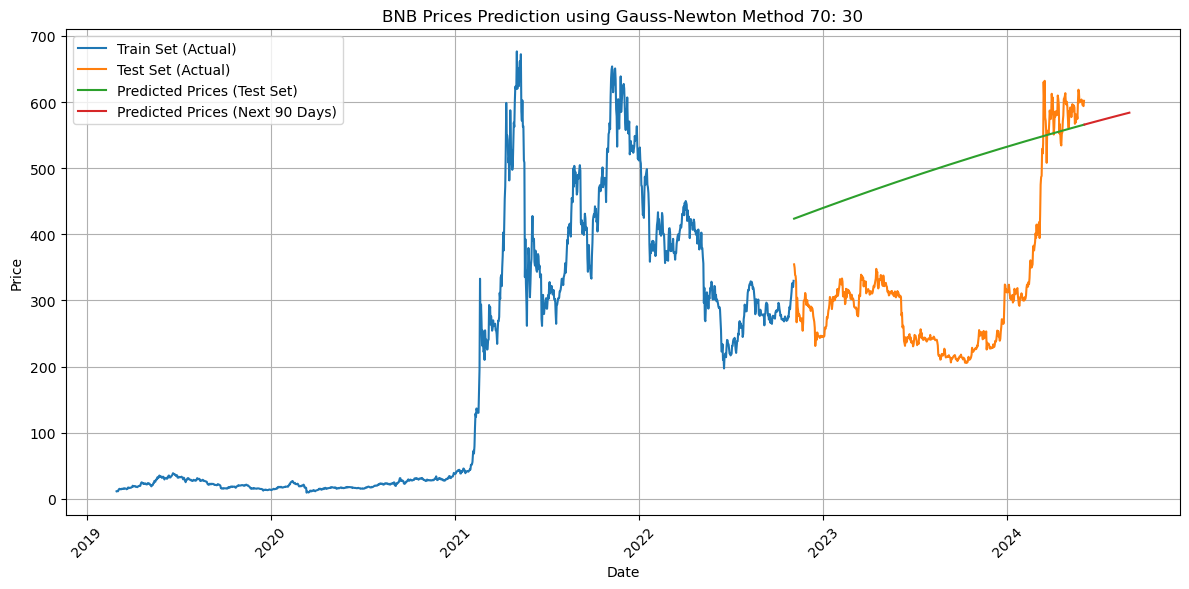 BNB Prices Prediction using Gauss-Newton Method 70: 30
Train Set (Actual)
Test Set (Actual)
Predicted Prices (Test Set)
Predicted Prices (Next 90 Days)
700
600
500
400
300
200
100
0
Price
2019
2020
2021
2022
2023
2024
Date